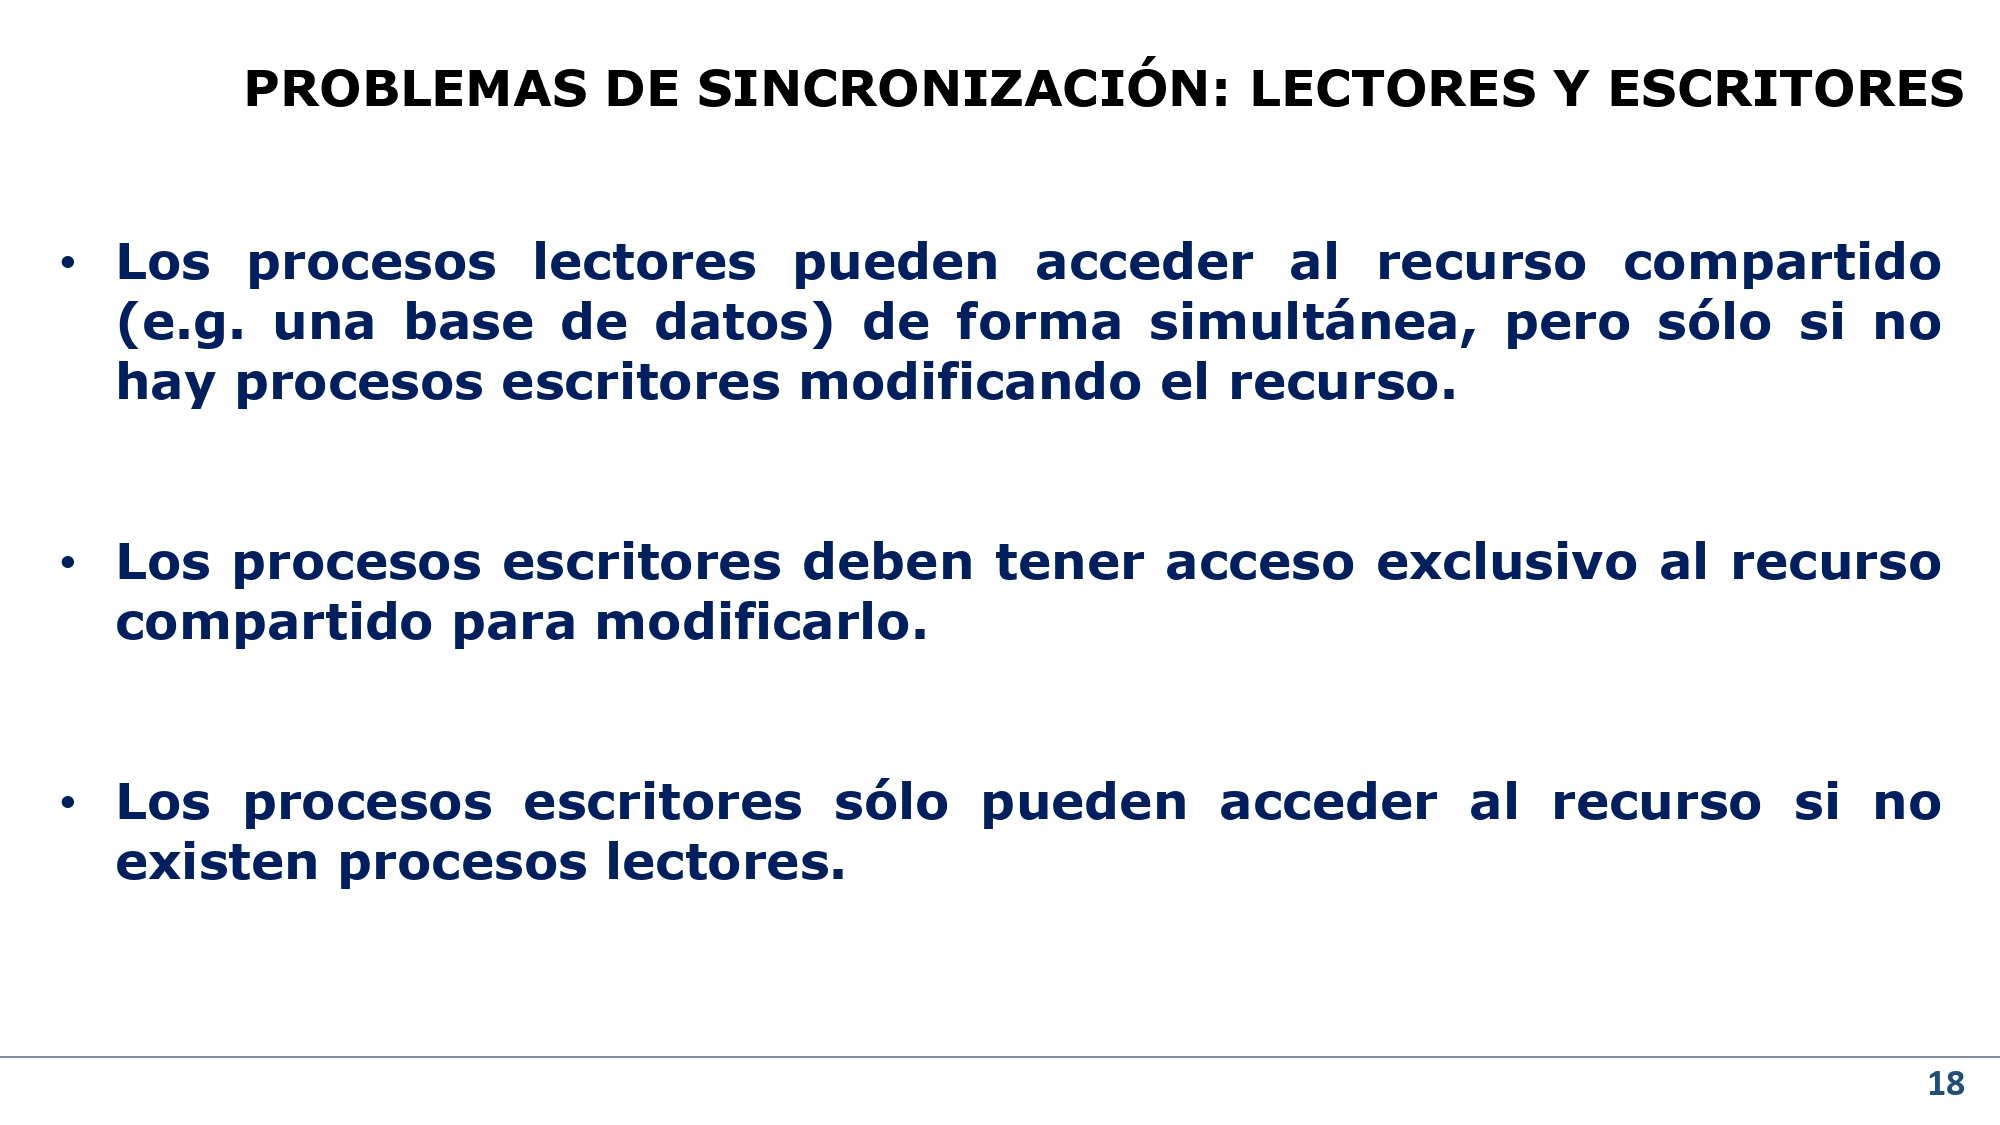 PROBLEMAS DE SINCRONIZACIÓN: LECTORES Y ESCRITORES
• Los procesos lectores pueden acceder al recurso compartido
(e.g. una base de datos) de forma simultánea, pero sólo si no
hay procesos escritores modificando el recurso.
• Los procesos escritores deben tener acceso exclusivo al recurso
compartido para modificarlo.
• Los procesos escritores sólo pueden acceder al recurso si no
existen procesos lectores.
18